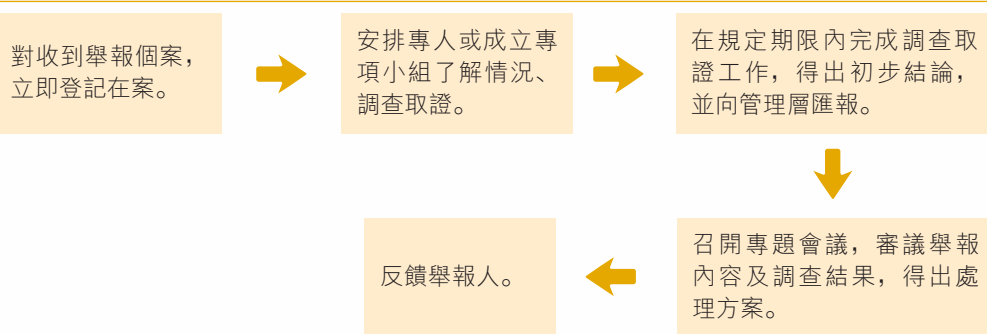 對收到舉報個案，
立即登記在案。
安排專人或成立專
項小組了解情況、
調查取證。
在規定期限內完成調查取
證工作，得出初步結論，
並向管理層匯報。
召開專題會議，審議舉報
內容及調查結果，得出處
理方案。
反饋舉報人。